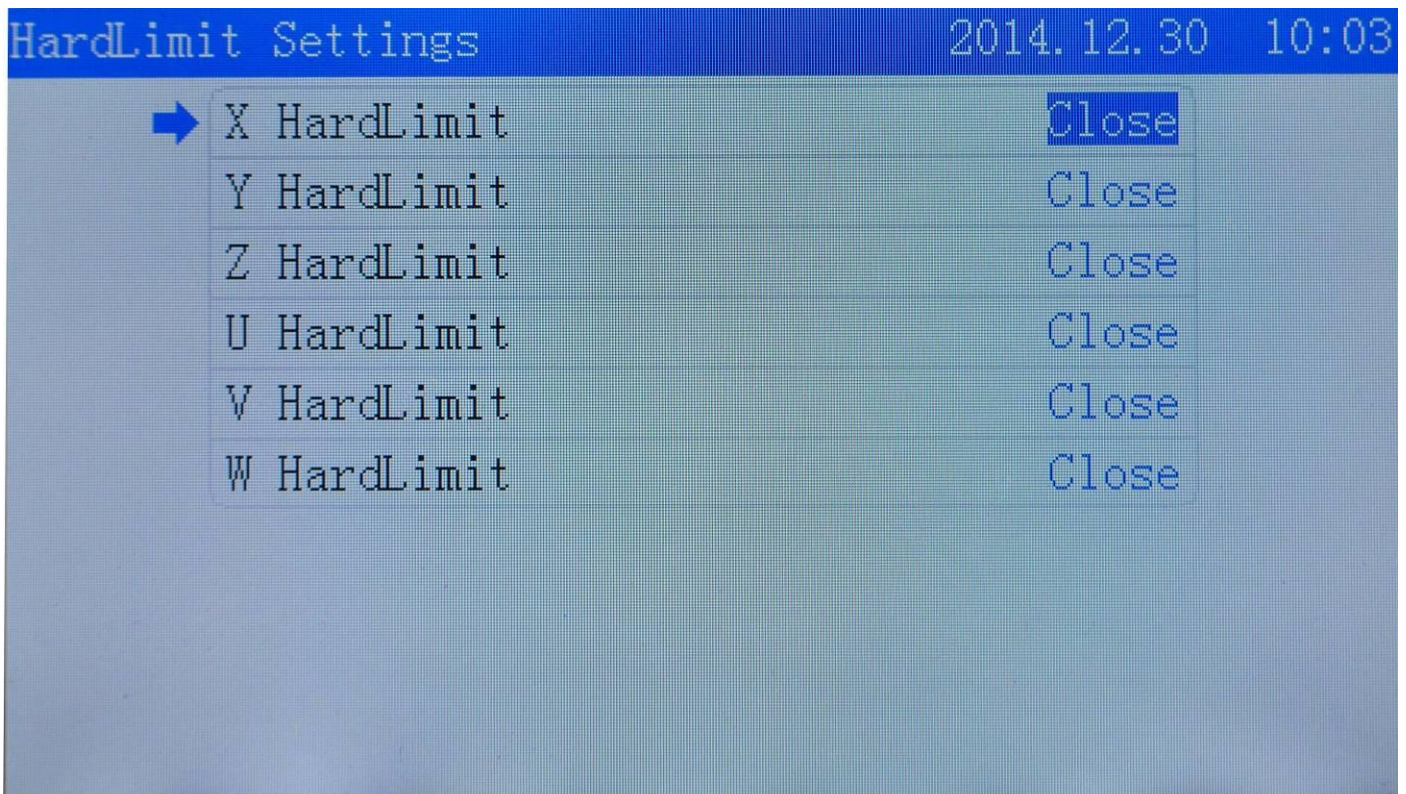 HardLimit Settings 2014.12.30 10:03
X HardLimit Close
Y HardLimit Close
Z HardLimit Close
U HardLimit Close
V HardLimit Close
W HardLimit Close